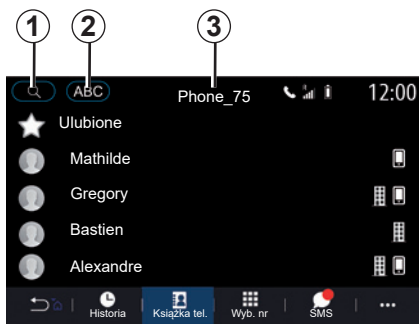 1 2 3
ABC Phone_75 12:00
Ulubione
Mathilde
Gregory
Bastien
Alexandre
Historia Książka tel. Wyb. nr SMS